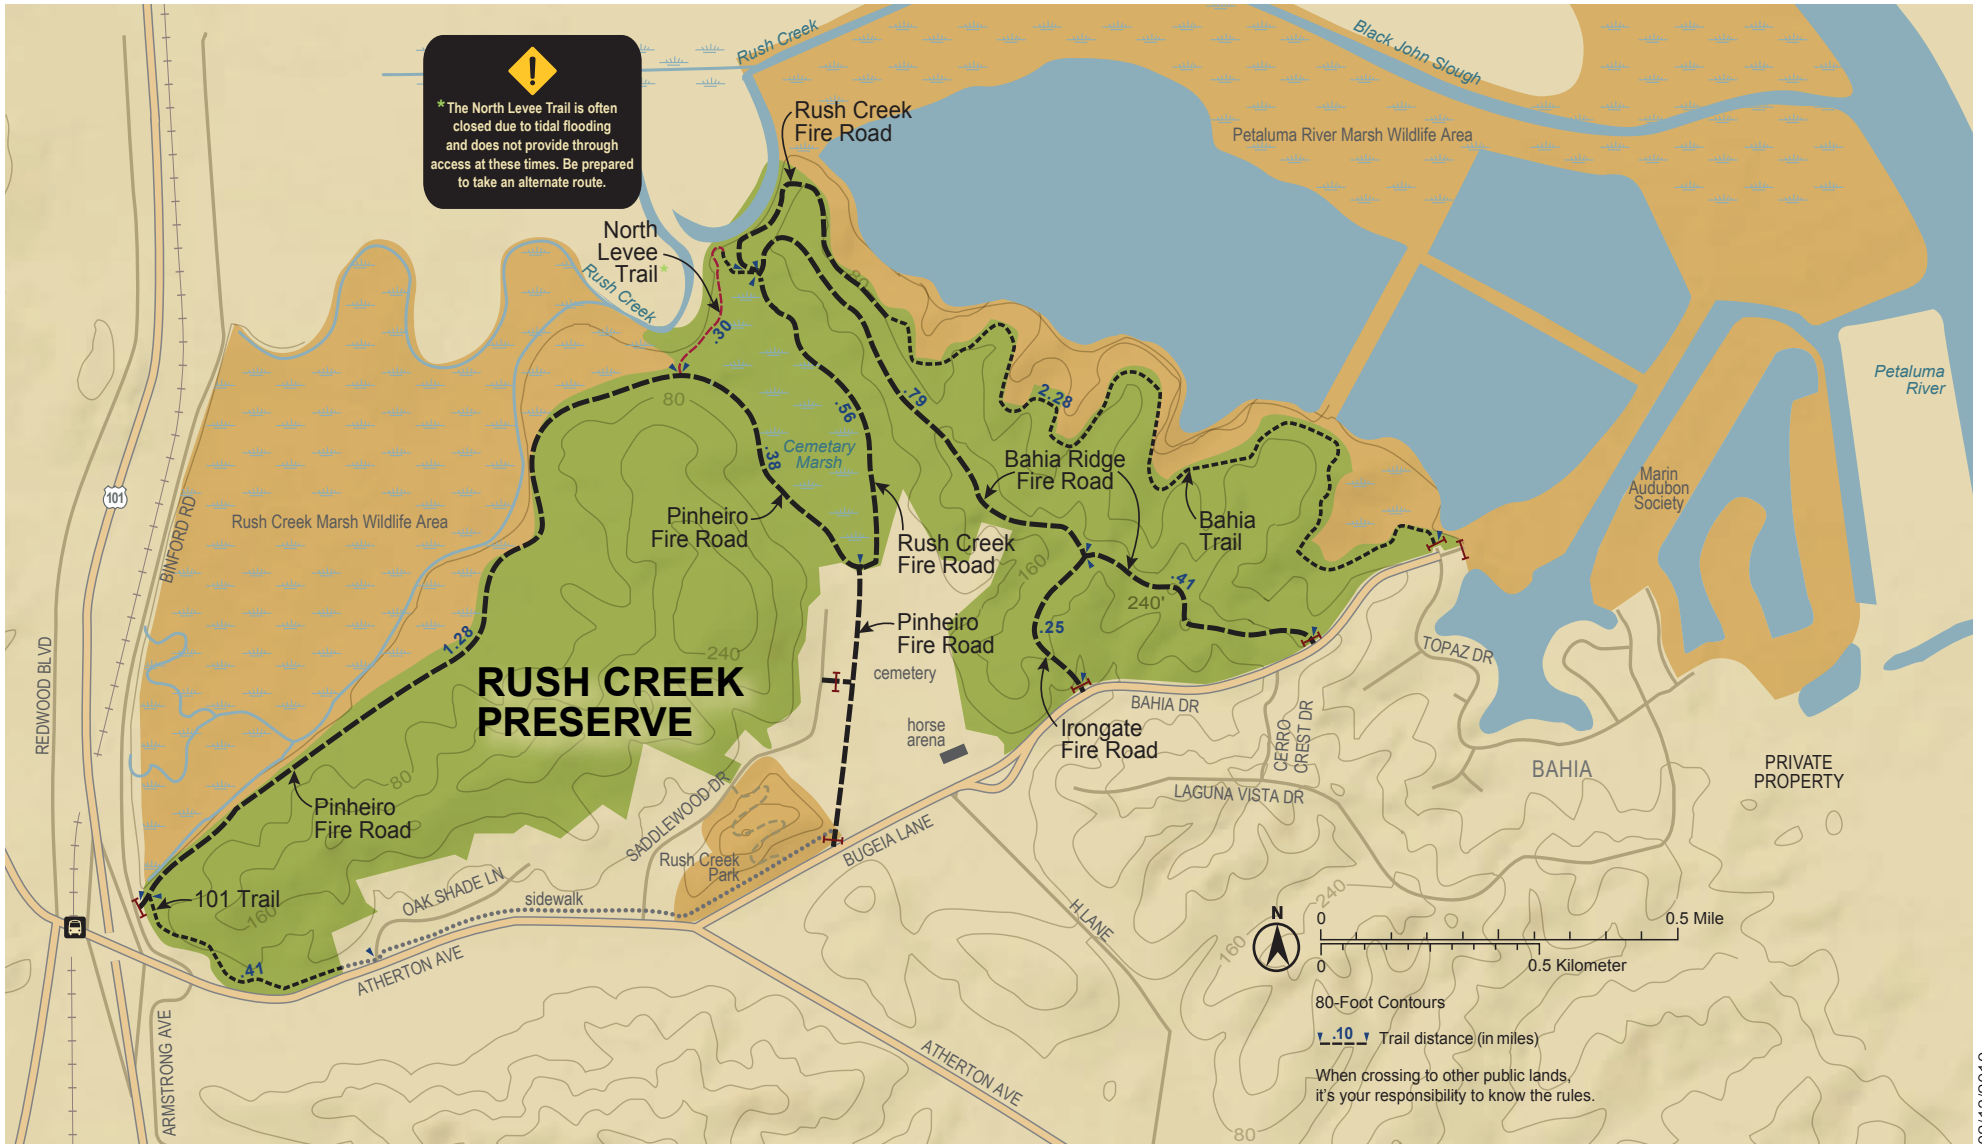 Rush Creek
Black John Slough
!
* The North Levee Trail is often
closed due to tidal flooding
and does not provide through
access at these times. Be prepared
to take an alternate route.
Rush Creek
Fire Road
Petaluma River Marsh Wildlife Area
North
Levee
Trail*
Rush Creek
80
.30
Petaluma
River
80
.56
.79
2.28
Cemetary
Marsh
.38
Bahia Ridge
Fire Road
Marin
Audubon
Society
101
Rush Creek Marsh Wildlife Area
BINFORD RD
Pinheiro
Fire Road
Bahia
Trail
Rush Creek
Fire Road
160
.41
240'
.25
Pinheiro
Fire Road
1.28
240
cemetery
TOPAZ DR
REDWOOD BLVD
RUSH CREEK
PRESERVE
BAHIA DR
horse
arena
Irongate
Fire Road
CERRO
CREST DR
BAHIA
PRIVATE
PROPERTY
80
LAGUNA VISTA DR
Pinheiro
Fire Road
SADDLEWOOD DR
BUGEIA LANE
Rush Creek
Park
101 Trail
160
OAK SHADE LN
sidewalk
H LANE
240
160
N
0
0.5 Mile
0
0.5 Kilometer
.41
ATHERTON AVE
80-Foot Contours
.10
Trail distance (in miles)
ARMSTRONG AVE
ATHERTON AVE
When crossing to other public lands,
it's your responsibility to know the rules.
80